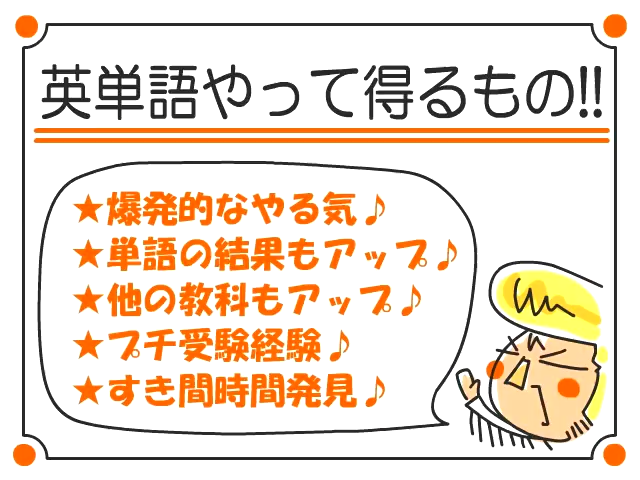 英単語やって得るもの!!
★爆発的なやる気♪
★単語の結果もアップ♪
★他の教科もアップ♪
★プチ受験経験♪
★すき間時間発見♪